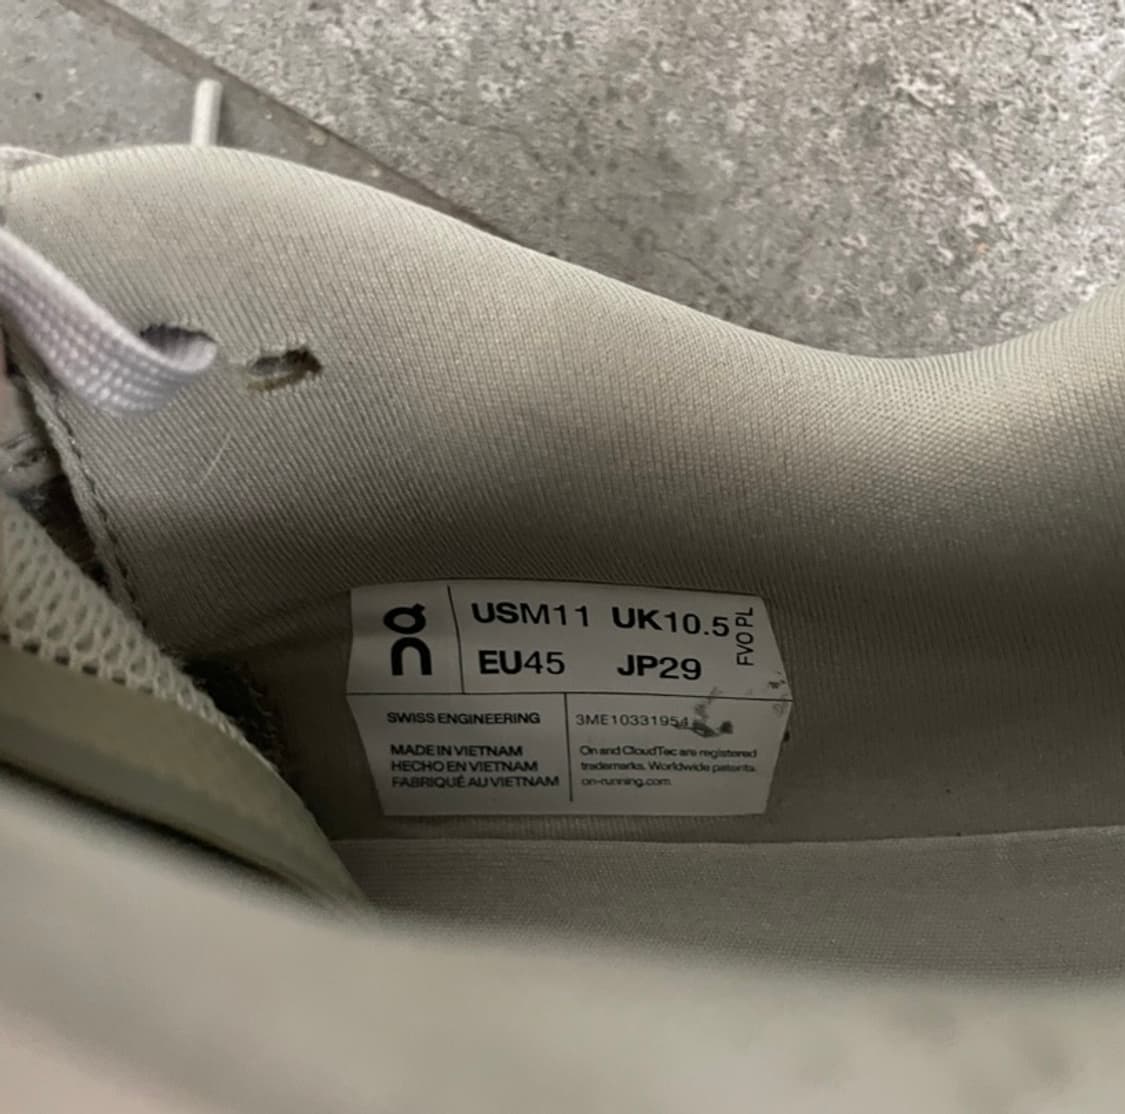 On
USM11 UK10.5
EU45 JP29
FVO PL
SWISS ENGINEERING
MADE IN VIETNAM
HECHO EN VIETNAM
FABRIQUÉ AU VIETNAM
3ME10331954
On and CloudTec are registered
trademarks. Worldwide patents.
on-running.com